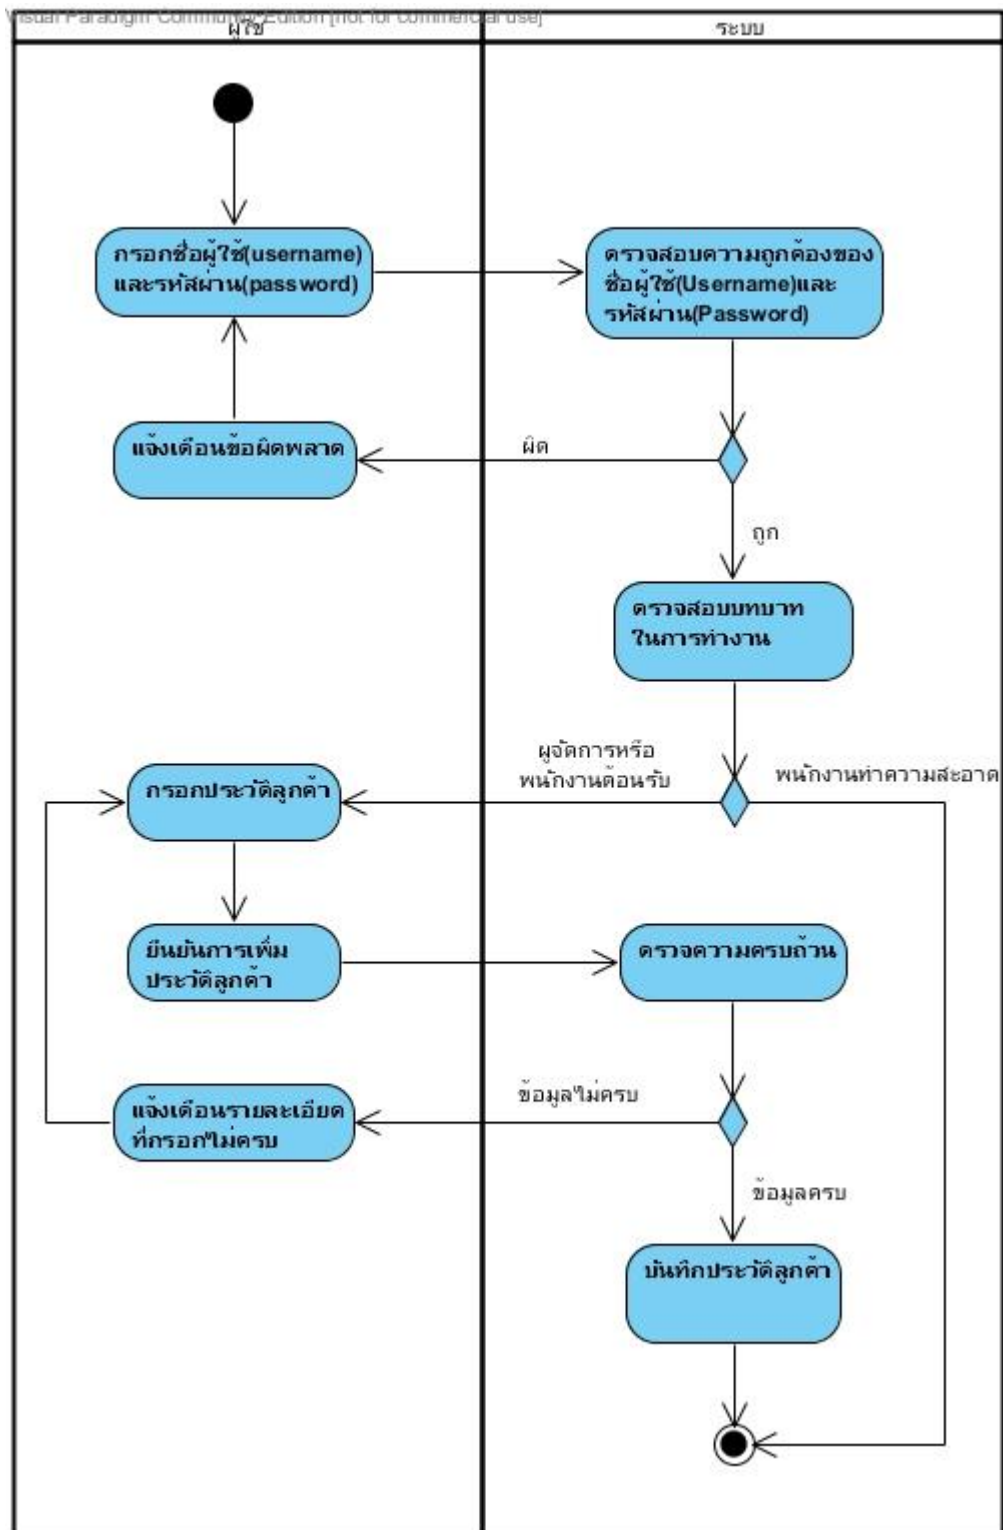 Visual Paradigm Community Edition [not for commercial use]
ผู้ใช้
ระบบ
กรอกชื่อผู้ใช้(username)
และรหัสผ่าน(password)
ตรวจสอบความถูกต้องของ
ชื่อผู้ใช้(Username)และ
รหัสผ่าน(Password)
แจ้งเตือนข้อผิดพลาด
ผิด
ถูก
ตรวจสอบบทบาท
ในการทำงาน
ผู้จัดการหรือ
พนักงานต้อนรับ
พนักงานทำความสะอาด
กรอกประวัติลูกค้า
ยืนยันการเพิ่ม
ประวัติลูกค้า
ตรวจความครบถ้วน
แจ้งเตือนรายละเอียด
ที่กรอกไม่ครบ
ข้อมูลไม่ครบ
ข้อมูลครบ
บันทึกประวัติลูกค้า